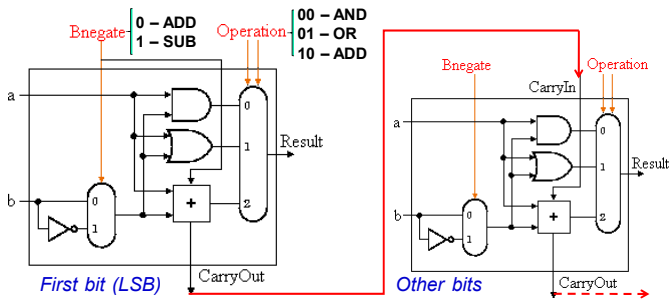 Bnegate
0 – ADD
1 – SUB
Operation
00 – AND
01 – OR
10 – ADD
a
0
1
Result
b
0
1
+
2
CarryOut
First bit (LSB)
Bnegate
CarryIn
Operation
a
0
1
Result
b
0
1
+
2
CarryOut
Other bits